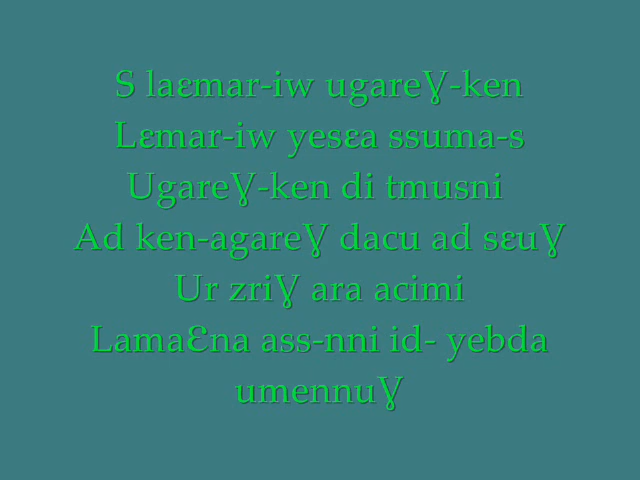 S laɛmar-iw ugareƔ-ken
Lɛmar-iw yesɛa ssuma-s
UgareƔ-ken di tmusni
Ad ken-agareƔ dacu ad sɛuƔ
Ur zriƔ ara acimi
LamaƐna ass-nni id- yebda
umennuƔ